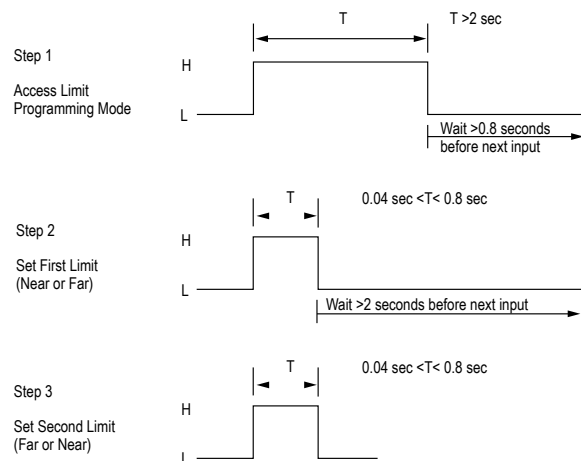 T
T >2 sec
Step 1
H
Access Limit
Programming Mode
L
Wait >0.8 seconds
before next input
T
0.04 sec <T< 0.8 sec
Step 2
H
Set First Limit
(Near or Far)
L
Wait >2 seconds before next input
T
0.04 sec <T< 0.8 sec
Step 3
H
Set Second Limit
(Far or Near)
L